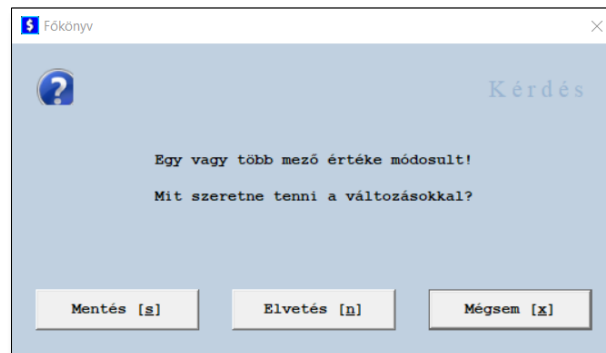 Főkönyv
Kérdés
Egy vagy több mező értéke módosult!
Mit szeretne tenni a változásokkal?
Mentés [s]
Elvetés [n]
Mégsem [x]